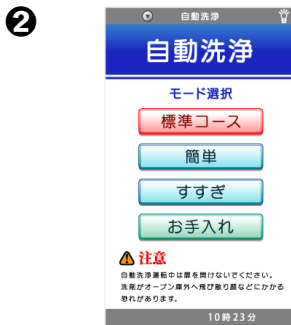 ❷
自動洗浄
自動洗浄
モード選択
標準コース
簡単
すすぎ
お手入れ
注意
自動洗浄運転中は扉を開けないでください。
洗剤がオーブン庫外へ飛び散り眼などにかかる
恐れがあります。
10時23分